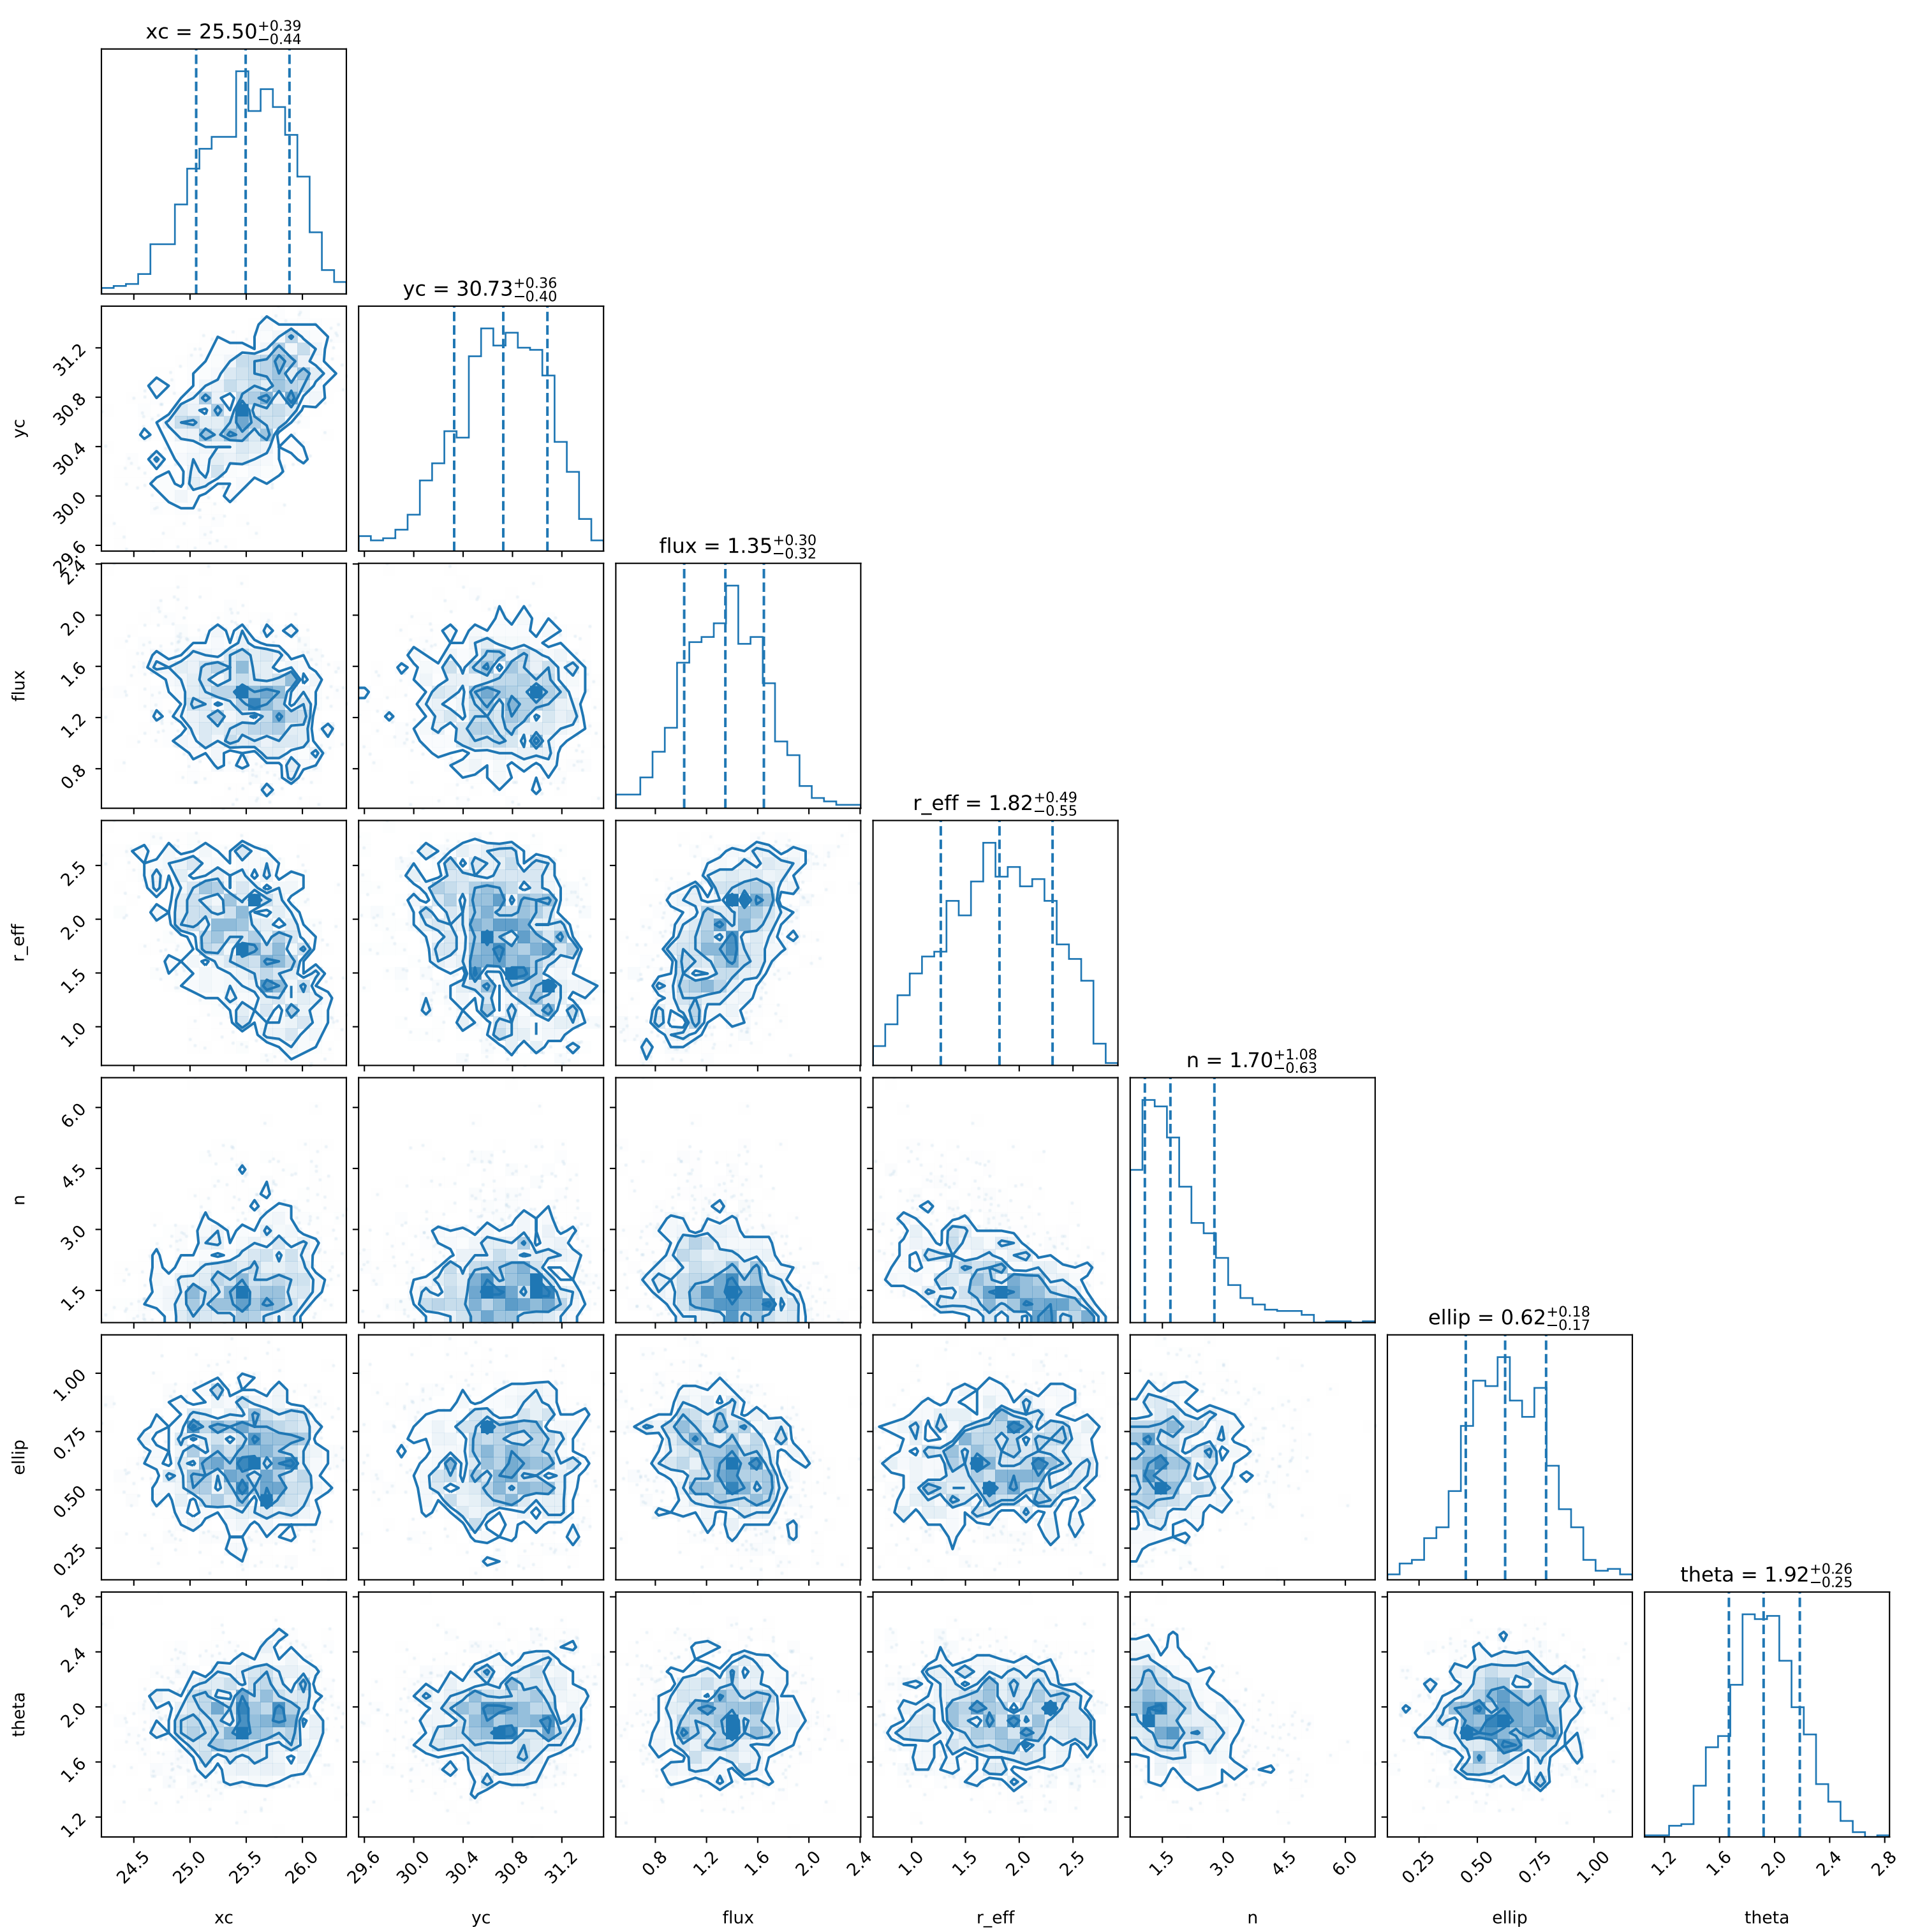 xc = 25.50+0.39−0.44
yc = 30.73+0.36−0.40
yc
31.2
30.8
30.4
30.0
29.6
flux = 1.35+0.30−0.32
flux
2.4
2.0
1.6
1.2
0.8
r_eff = 1.82+0.49−0.55
r_eff
2.5
2.0
1.5
1.0
n = 1.70+1.08−0.63
n
6.0
4.5
3.0
1.5
ellip = 0.62+0.18−0.17
ellip
1.00
0.75
0.50
0.25
theta = 1.92+0.26−0.25
theta
2.8
2.4
2.0
1.6
1.2
24.5 25.0 25.5 26.0 29.6 30.0 30.4 30.8 31.2 0.8 1.2 1.6 2.0 2.4 1.0 1.5 2.0 2.5 1.5 3.0 4.5 6.0 0.25 0.50 0.75 1.00 1.2 1.6 2.0 2.4 2.8
xc yc flux r_eff n ellip theta